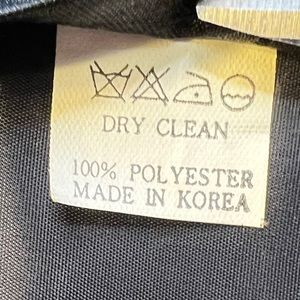 DRY CLEAN
100% POLYESTER
MADE IN KOREA